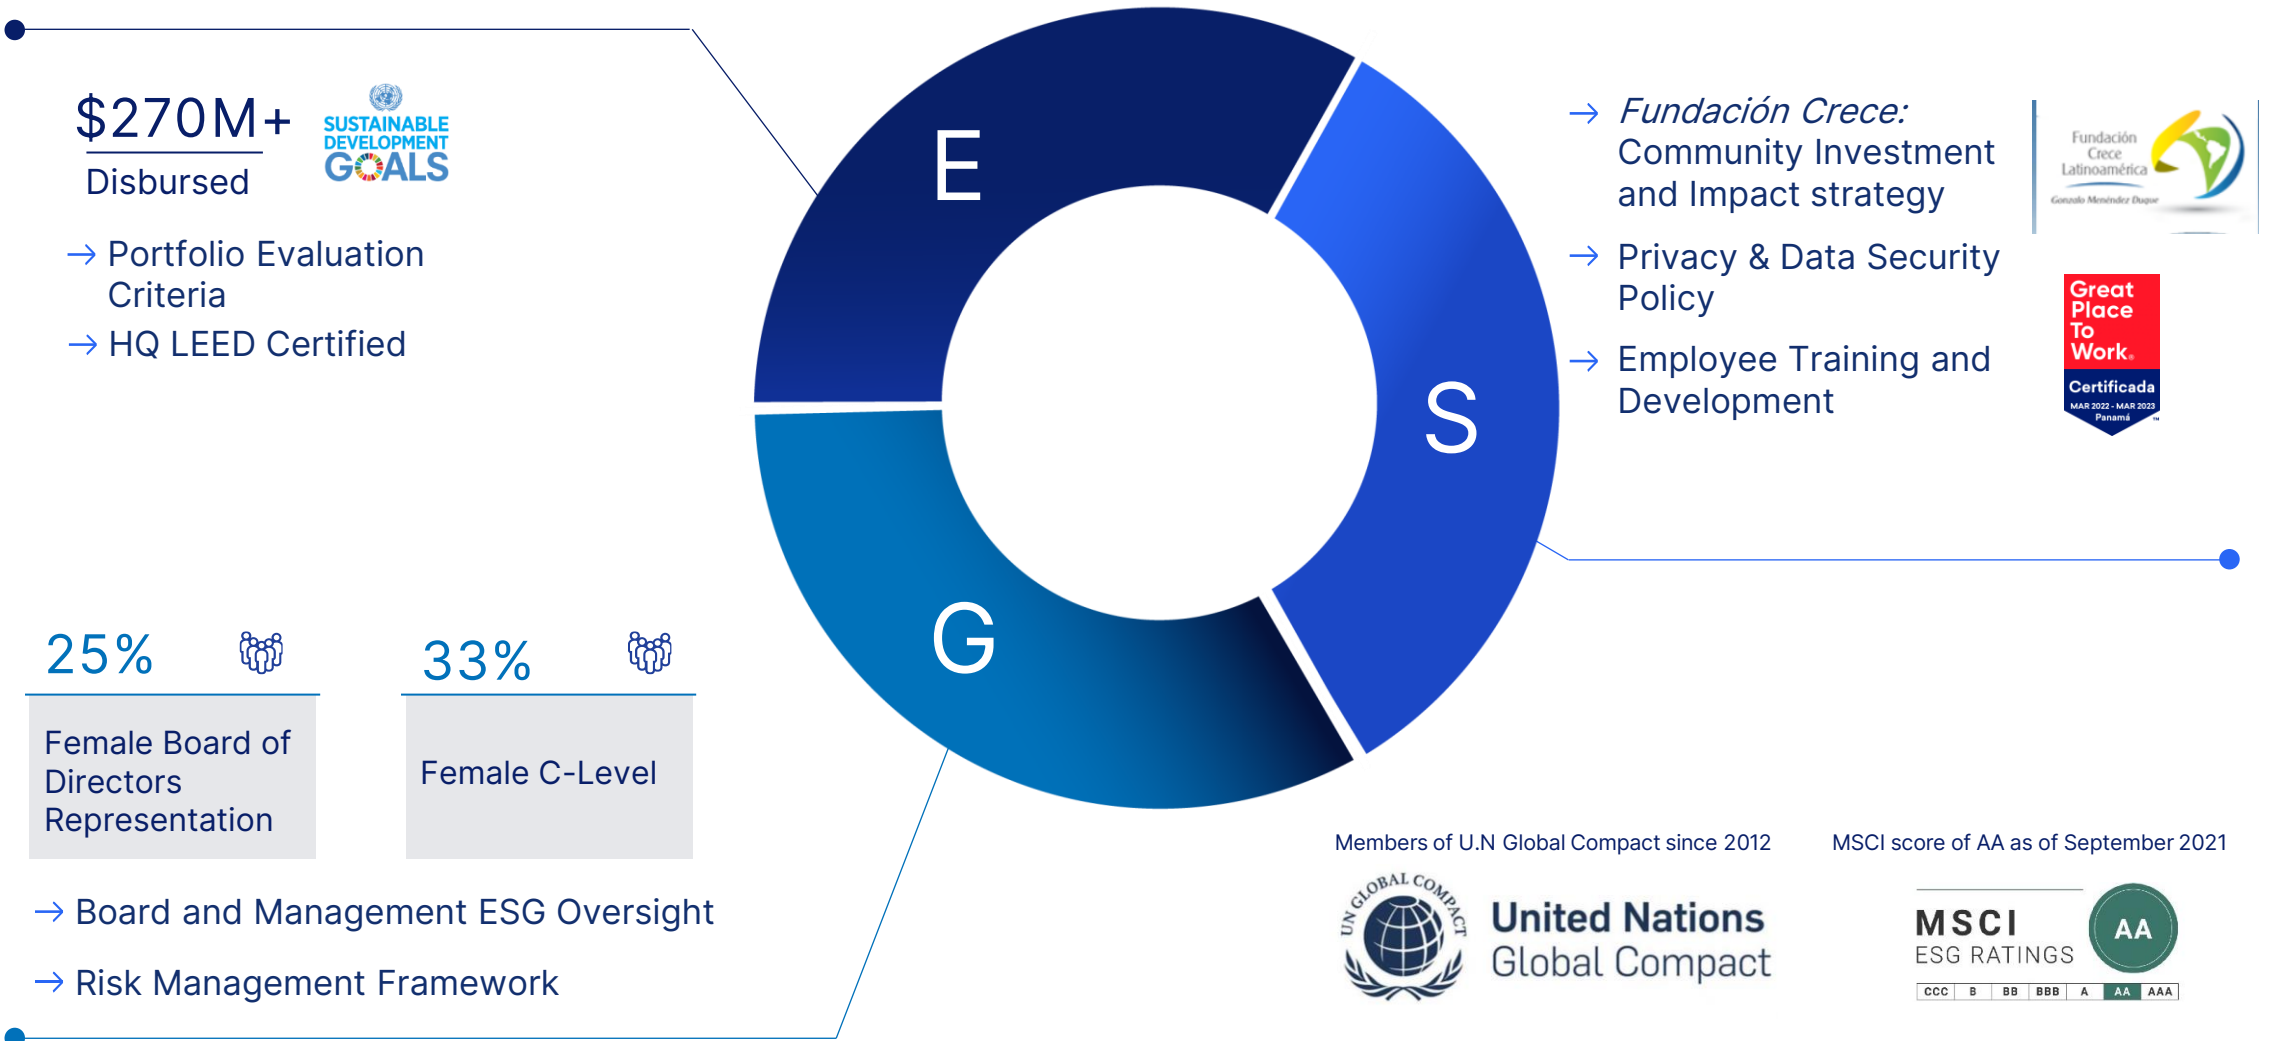 $270M+
Disbursed
SUSTAINABLE
DEVELOPMENT
GOALS
→ Portfolio Evaluation
Criteria
→ HQ LEED Certified
E
S
G
→ Fundación Crece:
Community Investment
and Impact strategy
→ Privacy & Data Security
Policy
→ Employee Training and
Development
Fundación
Crece
Latinoamérica
Gonzalo Menéndez Duque
Great
Place
To
Work®
Certificada
MAR 2022 - MAR 2023
Panamá
TM
25%
Female Board of
Directors
Representation
33%
Female C-Level
→ Board and Management ESG Oversight
→ Risk Management Framework
Members of U.N Global Compact since 2012
UN GLOBAL COMPACT
United Nations
Global Compact
MSCI score of AA as of September 2021
MSCI
ESG RATINGS
AA
CCC B BB BBB A AA AAA